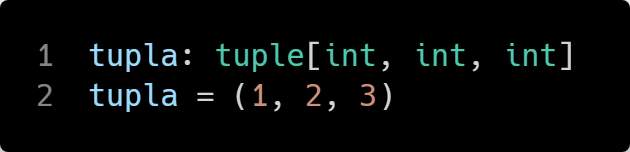 1 tupla: tuple[int, int, int]
2 tupla = (1, 2, 3)